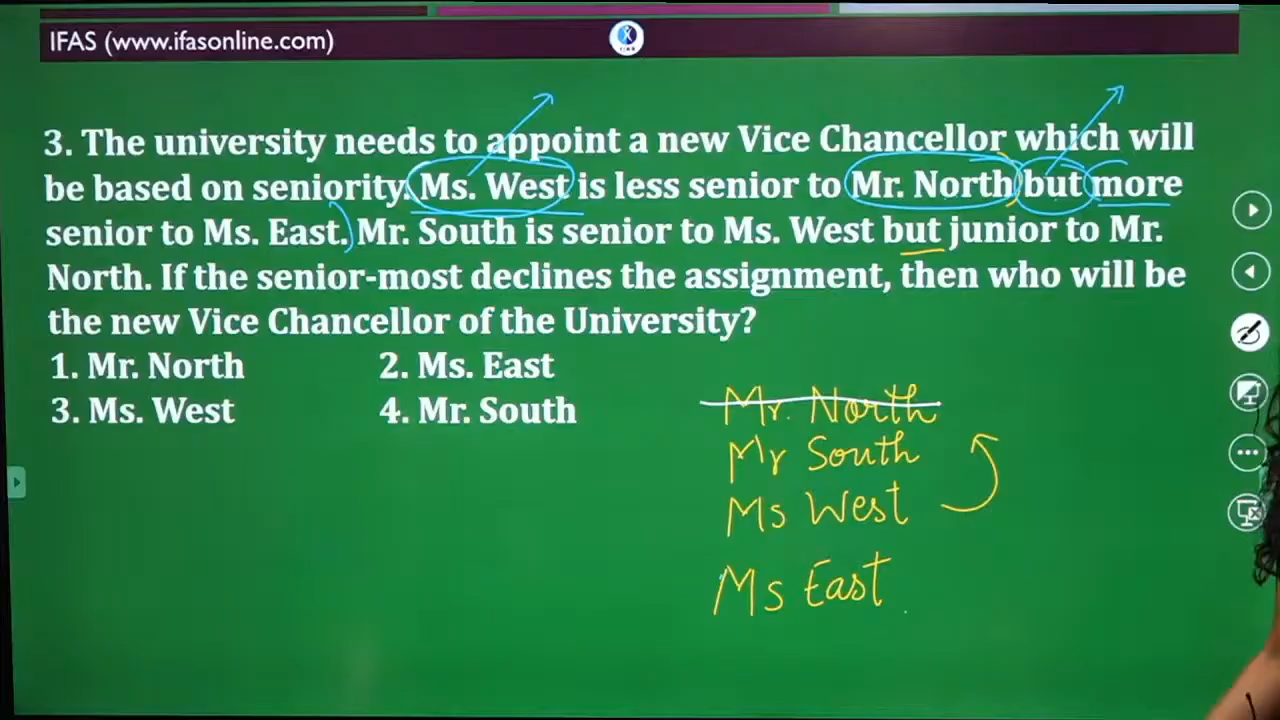 IFAS (www.ifasonline.com)
3. The university needs to appoint a new Vice Chancellor which will
be based on seniority. Ms. West is less senior to Mr. North but more
senior to Ms. East. Mr. South is senior to Ms. West but junior to Mr.
North. If the senior-most declines the assignment, then who will be
the new Vice Chancellor of the University?
1. Mr. North 2. Ms. East
3. Ms. West 4. Mr. South
Mr. North
Mr South
Ms West
Ms East